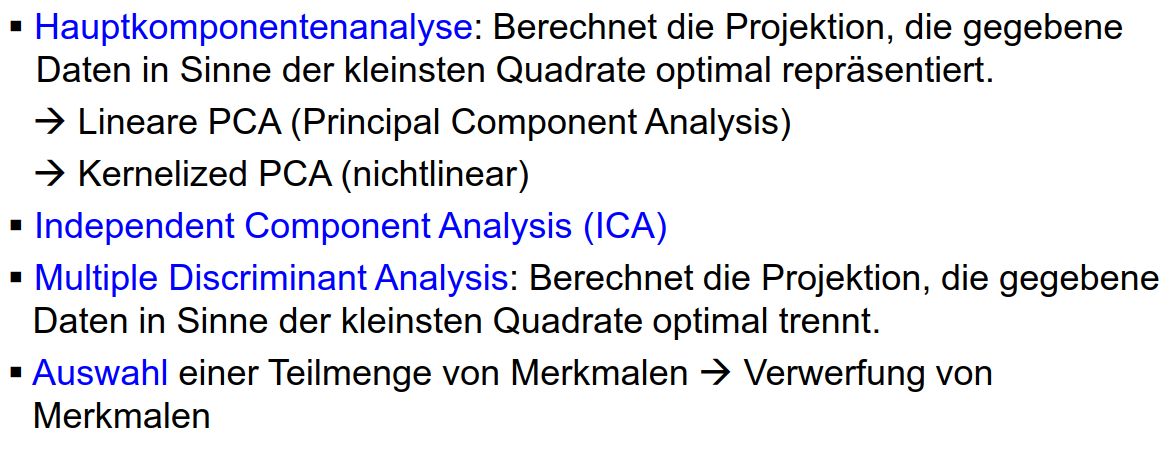 ▪ Hauptkomponentenanalyse: Berechnet die Projektion, die gegebene
Daten in Sinne der kleinsten Quadrate optimal repräsentiert.
→ Lineare PCA (Principal Component Analysis)
→ Kernelized PCA (nichtlinear)
▪ Independent Component Analysis (ICA)
▪ Multiple Discriminant Analysis: Berechnet die Projektion, die gegebene
Daten in Sinne der kleinsten Quadrate optimal trennt.
▪ Auswahl einer Teilmenge von Merkmalen → Verwerfung von
Merkmalen